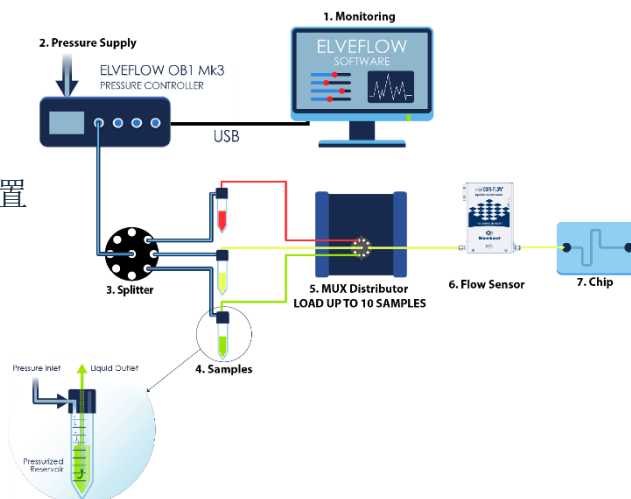 1. Monitoring
2. Pressure Supply
ELVEFLOW
SOFTWARE
ELVEFLOW OB1 Mk3
PRESSURE CONTROLLER
USB
置
3. Splitter
5. MUX Distributor
LOAD UP TO 10 SAMPLES
6. Flow Sensor
7. Chip
4. Samples
Pressure Inlet
Liquid Outlet
Pressurized
Reservoir